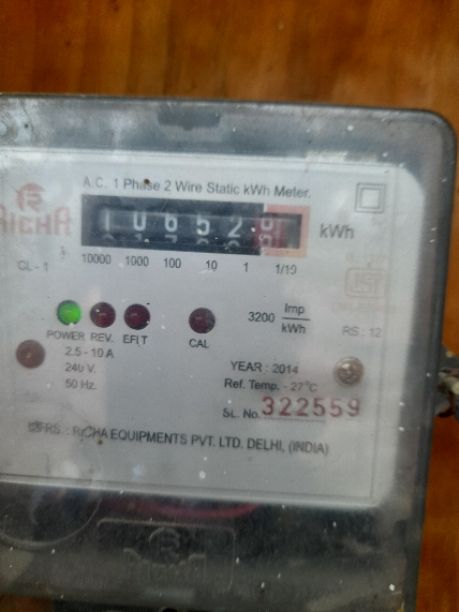 A.C. 1 Phase 2 Wire Static kWh Meter.
RICHA
10652 kWh
CL - 1 10000 1000 100 10 1 1/10
3200 Imp/kWh
POWER REV. E/L T CAL RS : 12
2.5 - 10 A
240 V.
50 Hz.
YEAR : 2014
Ref. Temp. - 27°C
SL. No. 322559
MFRS. : RICHA EQUIPMENTS PVT. LTD. DELHI, (INDIA)
RICHA